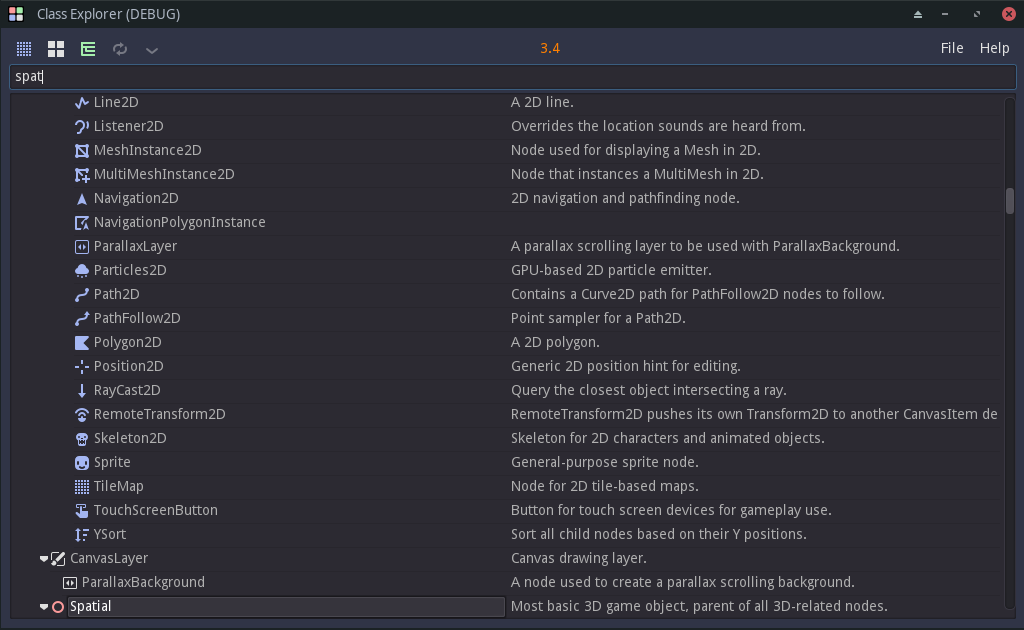 Class Explorer (DEBUG)
3.4 File Help
spat
Line2D A 2D line.
Listener2D Overrides the location sounds are heard from.
MeshInstance2D Node used for displaying a Mesh in 2D.
MultiMeshInstance2D Node that instances a MultiMesh in 2D.
Navigation2D 2D navigation and pathfinding node.
NavigationPolygonInstance
ParallaxLayer A parallax scrolling layer to be used with ParallaxBackground.
Particles2D GPU-based 2D particle emitter.
Path2D Contains a Curve2D path for PathFollow2D nodes to follow.
PathFollow2D Point sampler for a Path2D.
Polygon2D A 2D polygon.
Position2D Generic 2D position hint for editing.
RayCast2D Query the closest object intersecting a ray.
RemoteTransform2D RemoteTransform2D pushes its own Transform2D to another CanvasItem de
Skeleton2D Skeleton for 2D characters and animated objects.
Sprite General-purpose sprite node.
TileMap Node for 2D tile-based maps.
TouchScreenButton Button for touch screen devices for gameplay use.
YSort Sort all child nodes based on their Y positions.
CanvasLayer Canvas drawing layer.
ParallaxBackground A node used to create a parallax scrolling background.
Spatial Most basic 3D game object, parent of all 3D-related nodes.